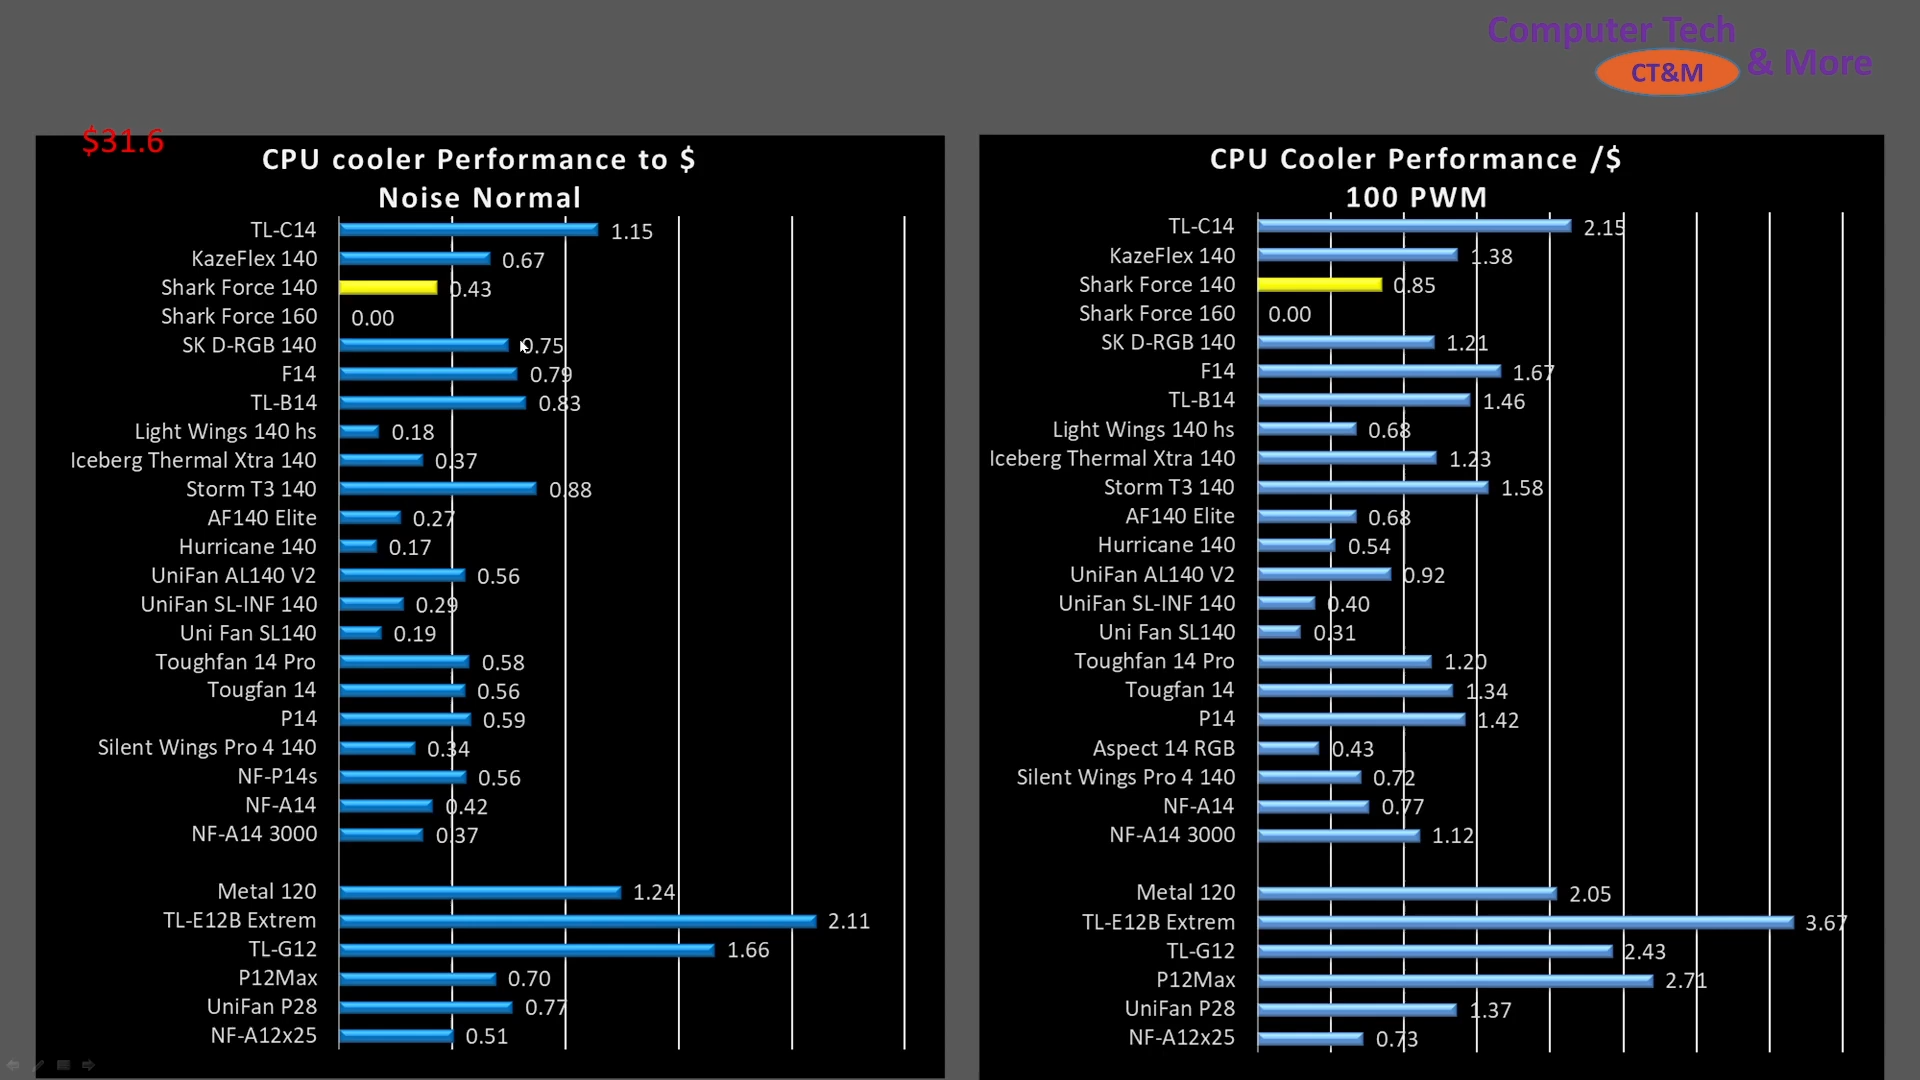 Computer Tech
CT&M
& More
$31.6
CPU cooler Performance to $
Noise Normal
TL-C14 1.15
KazeFlex 140 0.67
Shark Force 140 0.43
Shark Force 160 0.00
SK D-RGB 140 0.75
F14 0.79
TL-B14 0.83
Light Wings 140 hs 0.18
Iceberg Thermal Xtra 140 0.37
Storm T3 140 0.88
AF140 Elite 0.27
Hurricane 140 0.17
UniFan AL140 V2 0.56
UniFan SL-INF 140 0.29
Uni Fan SL140 0.19
Toughfan 14 Pro 0.58
Tougfan 14 0.56
P14 0.59
Silent Wings Pro 4 140 0.34
NF-P14s 0.56
NF-A14 0.42
NF-A14 3000 0.37
Metal 120 1.24
TL-E12B Extrem 2.11
TL-G12 1.66
P12Max 0.70
UniFan P28 0.77
NF-A12x25 0.51
CPU Cooler Performance /$
100 PWM
TL-C14 2.15
KazeFlex 140 1.38
Shark Force 140 0.85
Shark Force 160 0.00
SK D-RGB 140 1.21
F14 1.67
TL-B14 1.46
Light Wings 140 hs 0.68
Iceberg Thermal Xtra 140 1.23
Storm T3 140 1.58
AF140 Elite 0.68
Hurricane 140 0.54
UniFan AL140 V2 0.92
UniFan SL-INF 140 0.40
Uni Fan SL140 0.31
Toughfan 14 Pro 1.20
Tougfan 14 1.34
P14 1.42
Aspect 14 RGB 0.43
Silent Wings Pro 4 140 0.72
NF-A14 0.77
NF-A14 3000 1.12
Metal 120 2.05
TL-E12B Extrem 3.67
TL-G12 2.43
P12Max 2.71
UniFan P28 1.37
NF-A12x25 0.73